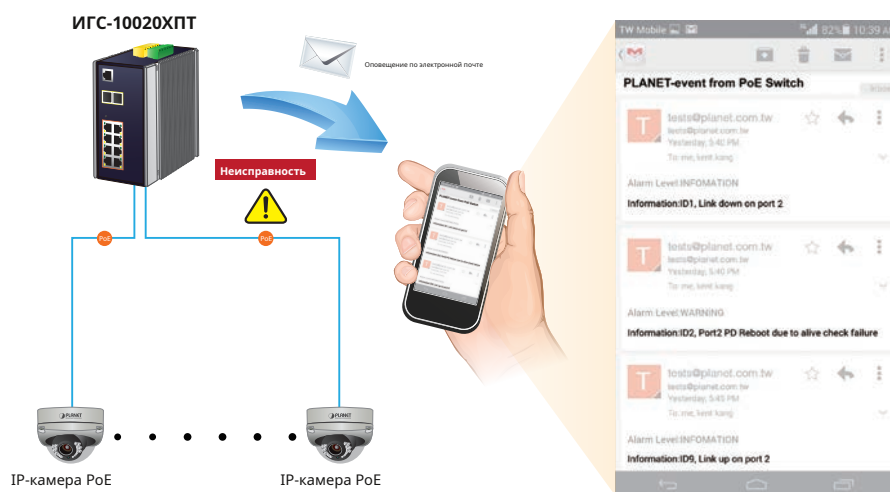 ИГС-10020ХПТ
Оповещение по электронной почте
Неисправность
PoE
PoE
PLANET
PLANET
IP-камера PoE
IP-камера PoE
TW Mobile
82% 10:39 AM
PLANET-event from PoE Switch
T
tests@planet.com.tw
tests@planet.com.tw
Yesterday, 5:40 PM
To: me, kent kang
Alarm Level:INFOMATION
Information:ID1, Link down on port 2
T
tests@planet.com.tw
tests@planet.com.tw
Yesterday, 5:40 PM
To: me, kent kang
Alarm Level:WARNING
Information:ID2, Port2 PD Reboot due to alive check failure
T
tests@planet.com.tw
tests@planet.com.tw
Yesterday, 5:45 PM
To: me, kent kang
Alarm Level:INFOMATION
Information:ID9, Link up on port 2